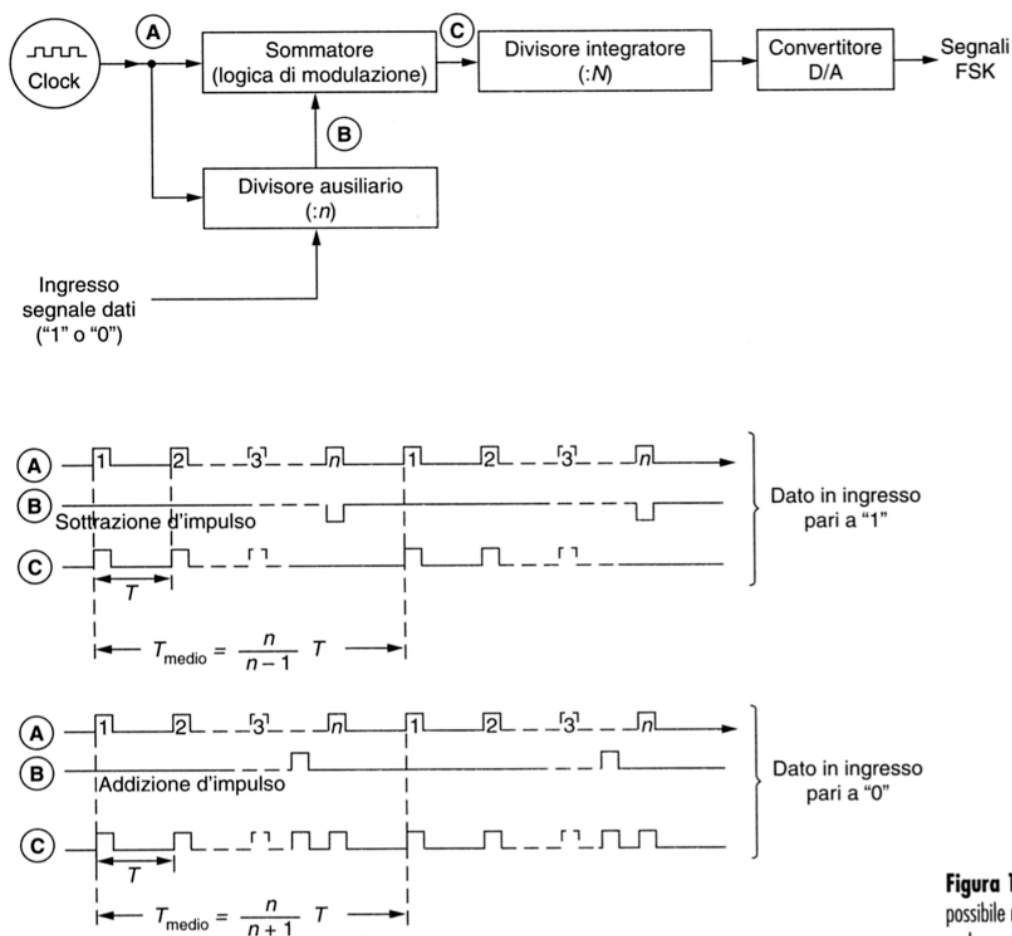 A
C
Clock
Sommatore
(logica di modulazione)
Divisore integratore
(:N)
Convertitore
D/A
Segnali
FSK
B
Divisore ausiliario
(:n)
Ingresso
segnale dati
("1" o "0")
A 1 2 3 n 1 2 3 n
B
Sottrazione d'impulso
C
T
Tmedio = n / n – 1 T
Dato in ingresso
pari a "1"
A 1 2 3 n 1 2 3 n
B
Addizione d'impulso
C
T
Tmedio = n / n + 1 T
Dato in ingresso
pari a "0"
Figura 1
possibile